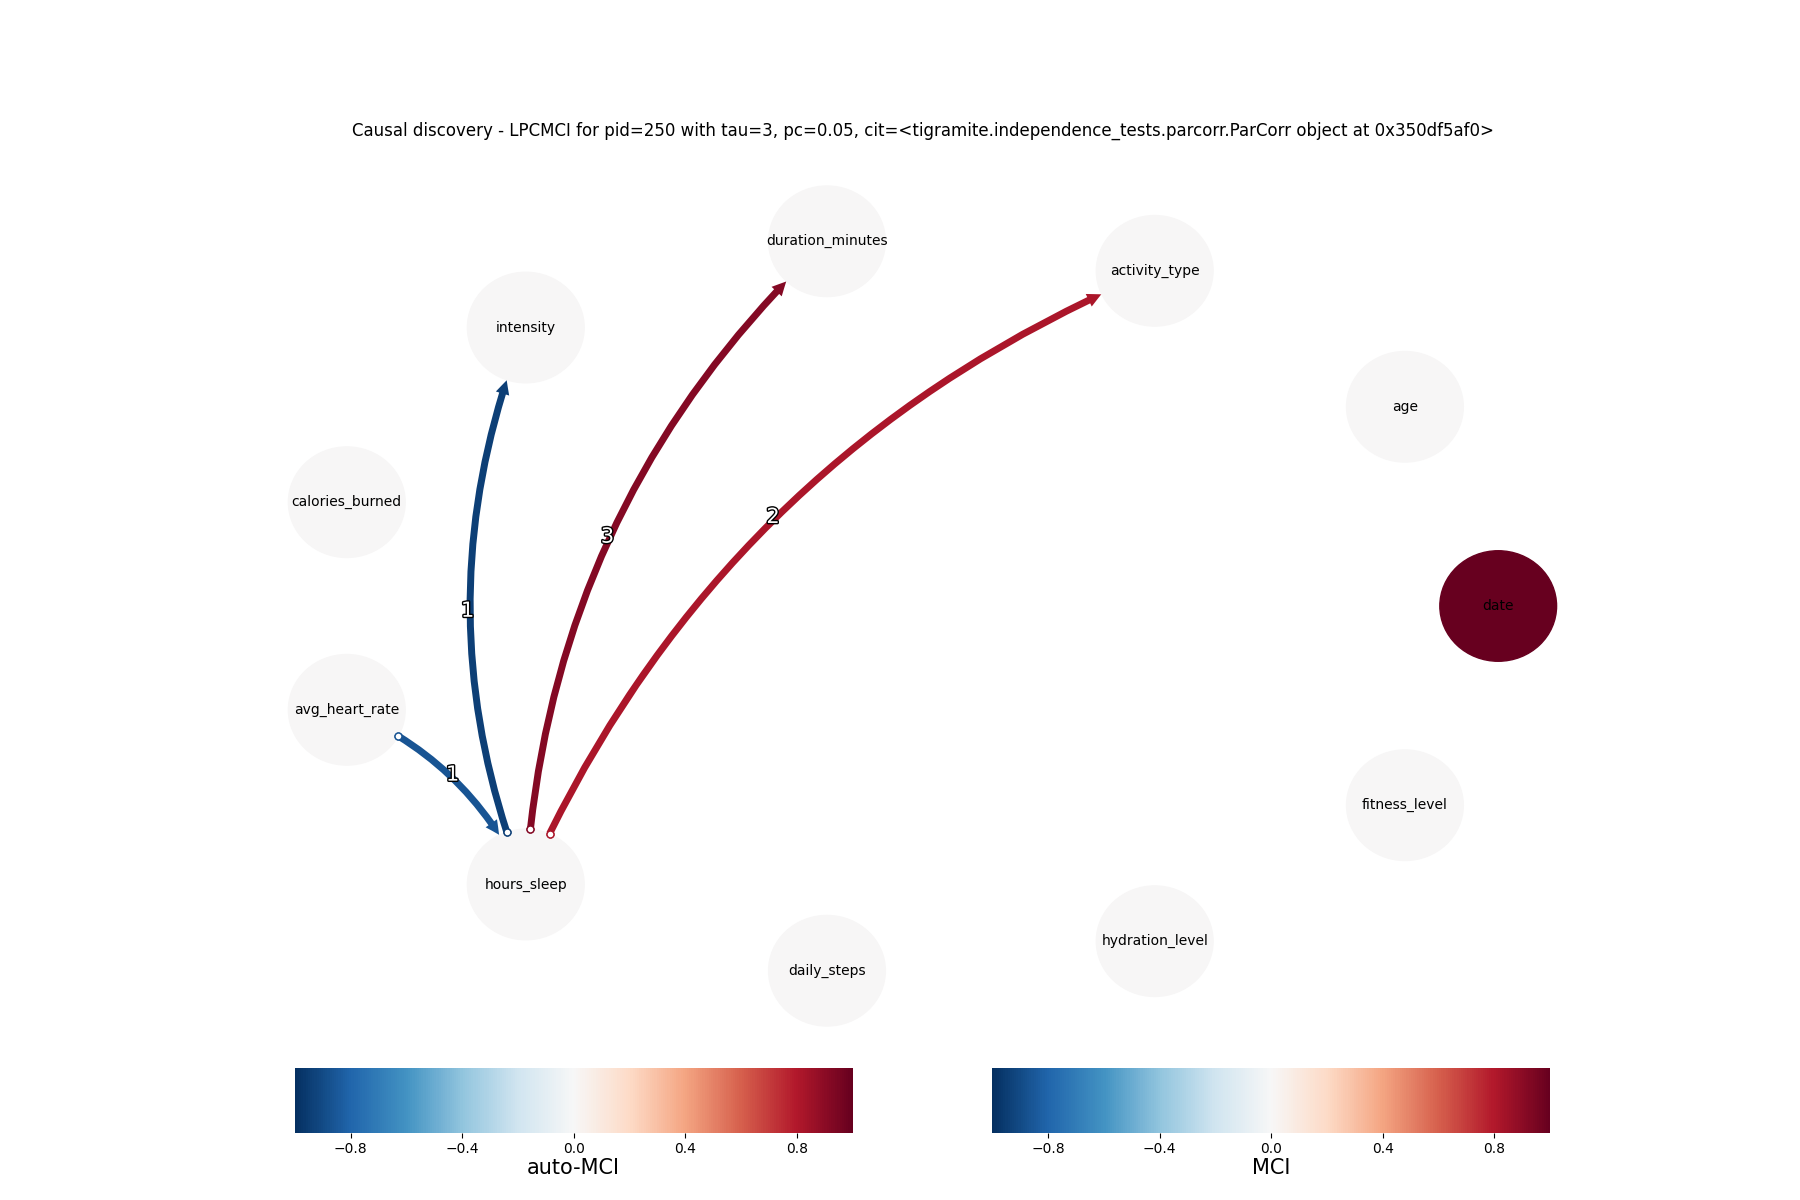 Causal discovery - LPCMCI for pid=250 with tau=3, pc=0.05, cit=<tigramite.independence_tests.parcorr.ParCorr object at 0x350df5af0>
duration_minutes
activity_type
intensity
age
calories_burned
2
3
date
1
avg_heart_rate
1
fitness_level
hours_sleep
hydration_level
daily_steps
−0.8 −0.4 0.0 0.4 0.8
auto-MCI
−0.8 −0.4 0.0 0.4 0.8
MCI